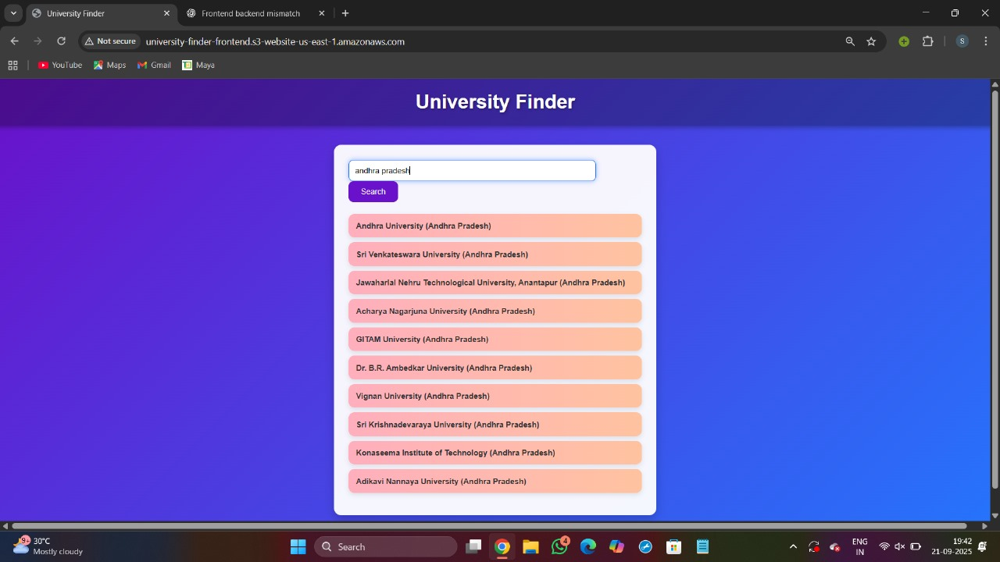 University Finder
Frontend backend mismatch
Not secure
university-finder-frontend.s3-website-us-east-1.amazonaws.com
S
YouTube
Maps
Gmail
Maya
University Finder
andhra pradesh
Search
Andhra University (Andhra Pradesh)
Sri Venkateswara University (Andhra Pradesh)
Jawaharlal Nehru Technological University, Anantapur (Andhra Pradesh)
Acharya Nagarjuna University (Andhra Pradesh)
GITAM University (Andhra Pradesh)
Dr. B.R. Ambedkar University (Andhra Pradesh)
Vignan University (Andhra Pradesh)
Sri Krishnadevaraya University (Andhra Pradesh)
Konaseema Institute of Technology (Andhra Pradesh)
Adikavi Nannaya University (Andhra Pradesh)
9+
30°C
Mostly cloudy
Search
4
ENG
IN
19:42
21-09-2025